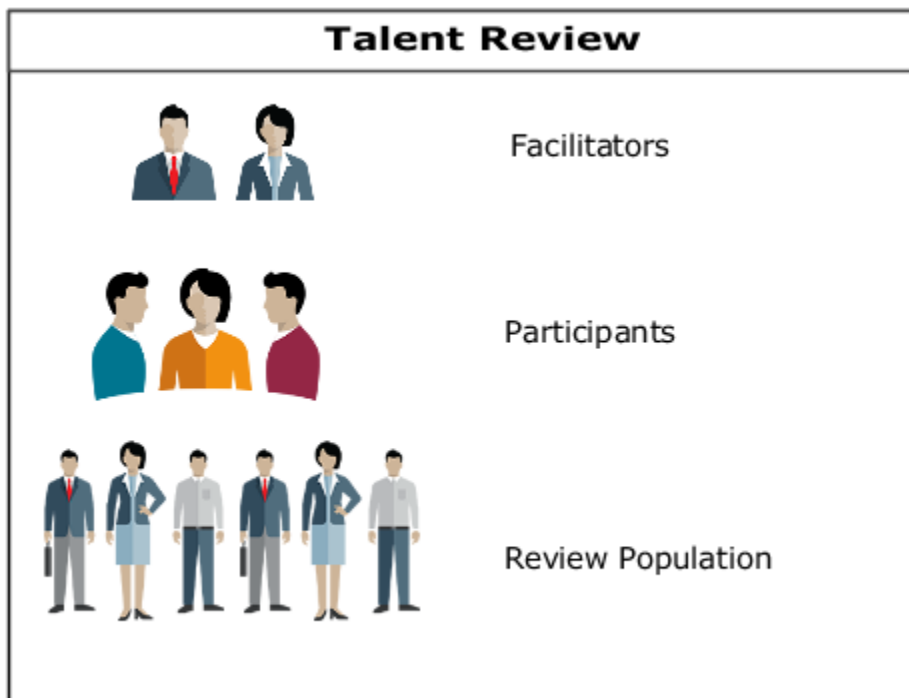 Talent Review
Facilitators
Participants
Review Population